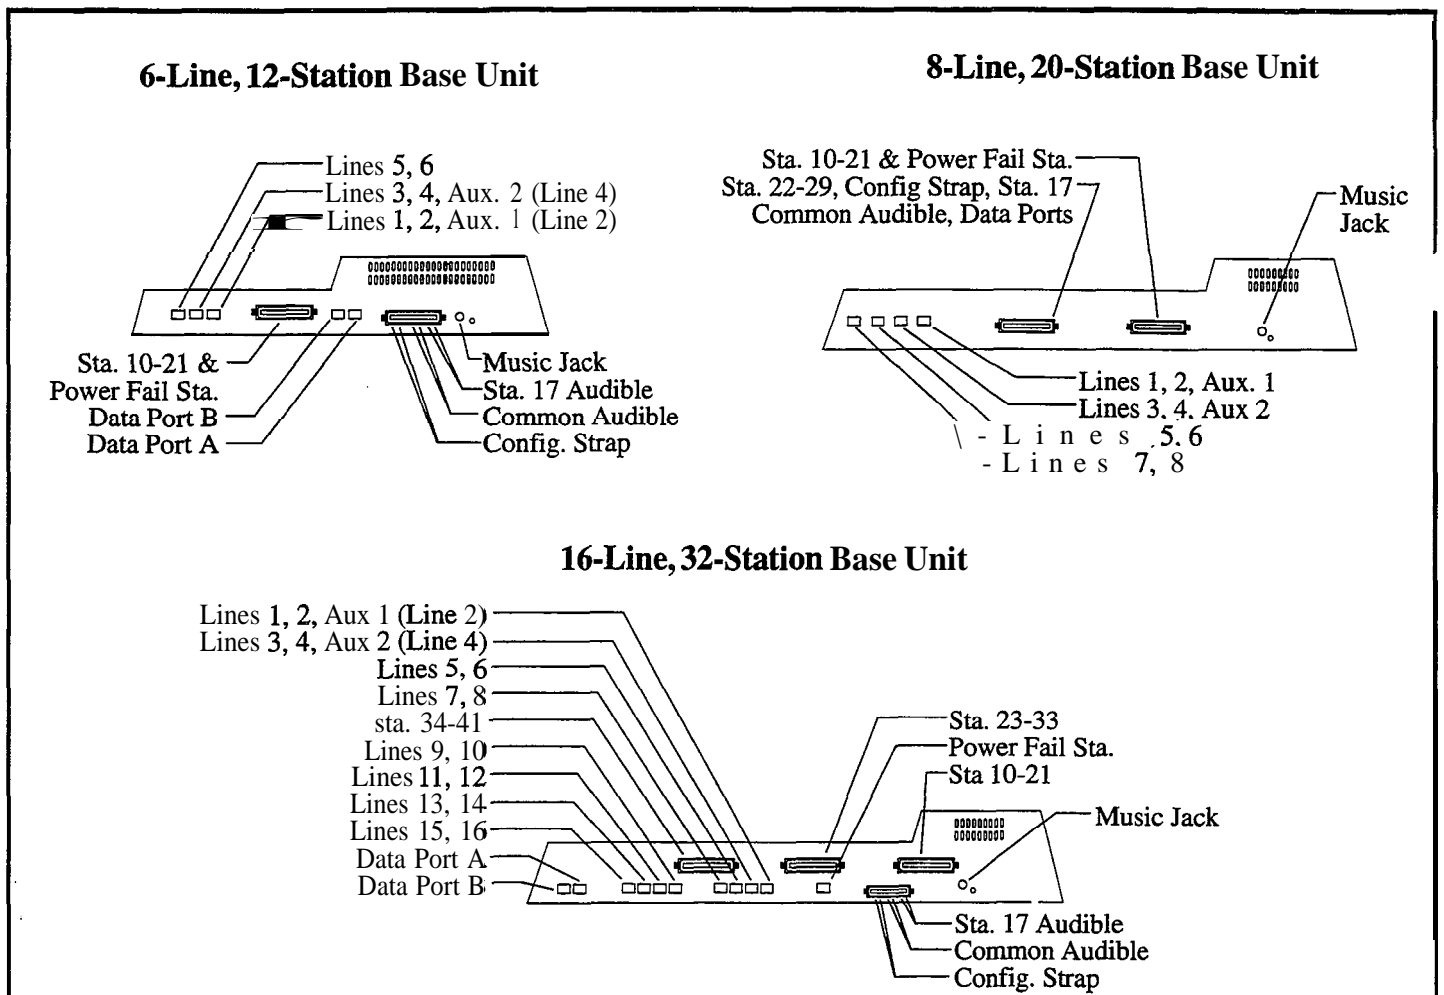 6-Line, 12-Station Base Unit
Lines 5, 6
Lines 3, 4, Aux. 2 (Line 4)
Lines 1, 2, Aux. 1 (Line 2)
Sta. 10-21 &
Power Fail Sta.
Data Port B
Data Port A
Music Jack
Sta. 17 Audible
Common Audible
Config. Strap
8-Line, 20-Station Base Unit
Sta. 10-21 & Power Fail Sta.
Sta. 22-29, Config Strap, Sta. 17
Common Audible, Data Ports
Music
Jack
Lines 1, 2, Aux. 1
Lines 3, 4, Aux 2
- Lines 5, 6
- Lines 7, 8
16-Line, 32-Station Base Unit
Lines 1, 2, Aux 1 (Line 2)
Lines 3, 4, Aux 2 (Line 4)
Lines 5, 6
Lines 7, 8
sta. 34-41
Lines 9, 10
Lines 11, 12
Lines 13, 14
Lines 15, 16
Data Port A
Data Port B
Sta. 23-33
Power Fail Sta.
Sta 10-21
Music Jack
Sta. 17 Audible
Common Audible
Config. Strap